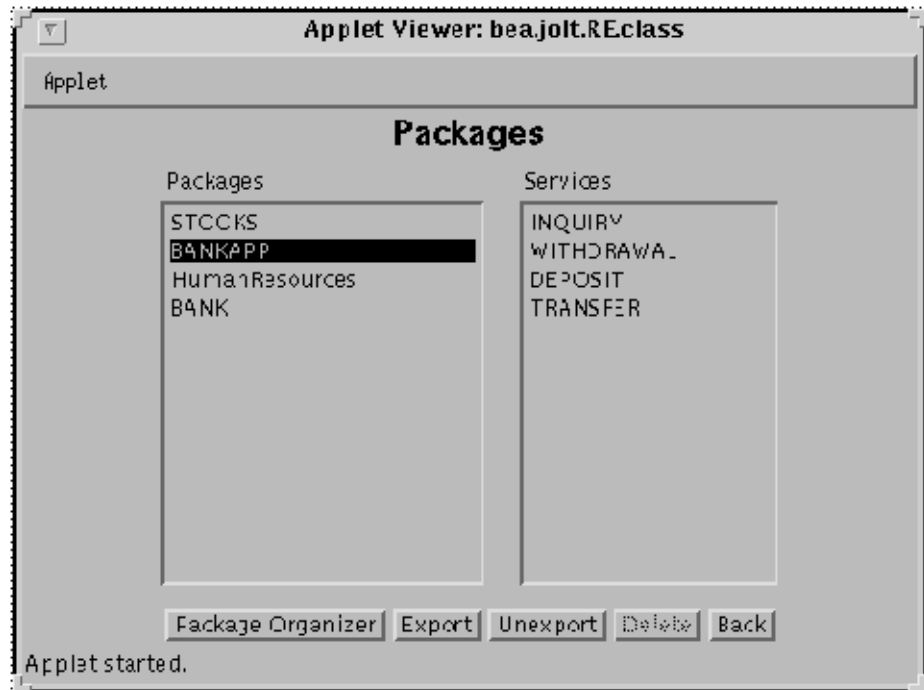 Applet Viewer: bea.jolt.RE.class
Applet
Packages
Packages
Services
STOCKS
BANKAPP
HumanResources
BANK
INQUIRY
WITHDRAWAL
DEPOSIT
TRANSFER
Package Organizer Export Unexport Delete Back
Applet started.